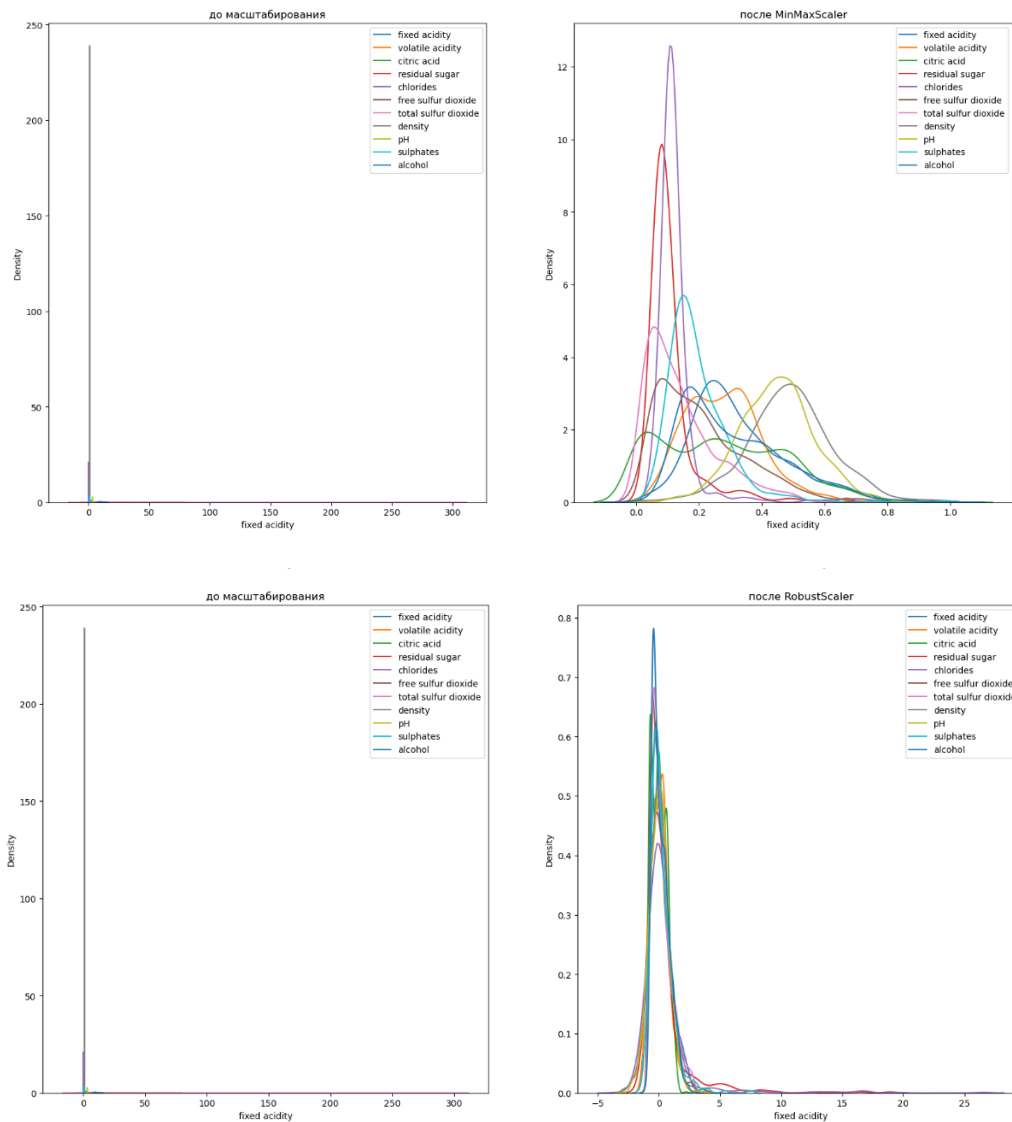 до масштабирования
250
200
150
100
50
0
Density
0 50 100 150 200 250 300
fixed acidity
fixed acidity
volatile acidity
citric acid
residual sugar
chlorides
free sulfur dioxide
total sulfur dioxide
density
pH
sulphates
alcohol
после MinMaxScaler
12
10
8
6
4
2
0
Density
0.0 0.2 0.4 0.6 0.8 1.0
fixed acidity
fixed acidity
volatile acidity
citric acid
residual sugar
chlorides
free sulfur dioxide
total sulfur dioxide
density
pH
sulphates
alcohol
до масштабирования
250
200
150
100
50
0
Density
0 50 100 150 200 250 300
fixed acidity
fixed acidity
volatile acidity
citric acid
residual sugar
chlorides
free sulfur dioxide
total sulfur dioxide
density
pH
sulphates
alcohol
после RobustScaler
0.8
0.7
0.6
0.5
0.4
0.3
0.2
0.1
0.0
Density
−5 0 5 10 15 20 25
fixed acidity
fixed acidity
volatile acidity
citric acid
residual sugar
chlorides
free sulfur dioxide
total sulfur dioxide
density
pH
sulphates
alcohol